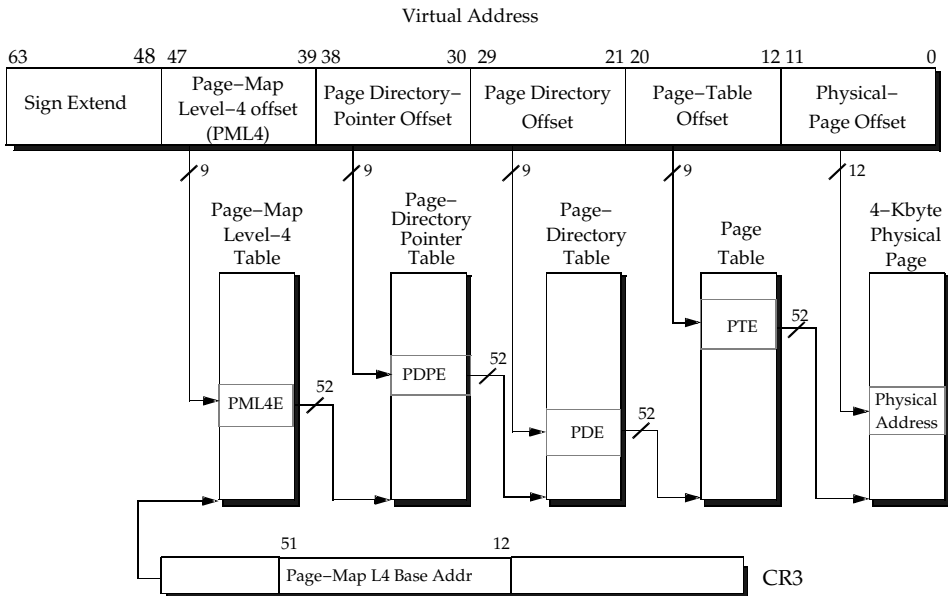 Virtual Address
63 48 47 39 38 30 29 21 20 12 11 0
Sign Extend
Page–Map
Level–4 offset
(PML4)
Page Directory–
Pointer Offset
Page Directory
Offset
Page–Table
Offset
Physical–
Page Offset
9 9 9 9 12
Page–Map
Level–4
Table
Page–
Directory
Pointer
Table
Page–
Directory
Table
Page
Table
4–Kbyte
Physical
Page
PML4E
52
PDPE
52
PDE
52
PTE
52
Physical
Address
51 12
Page–Map L4 Base Addr
CR3